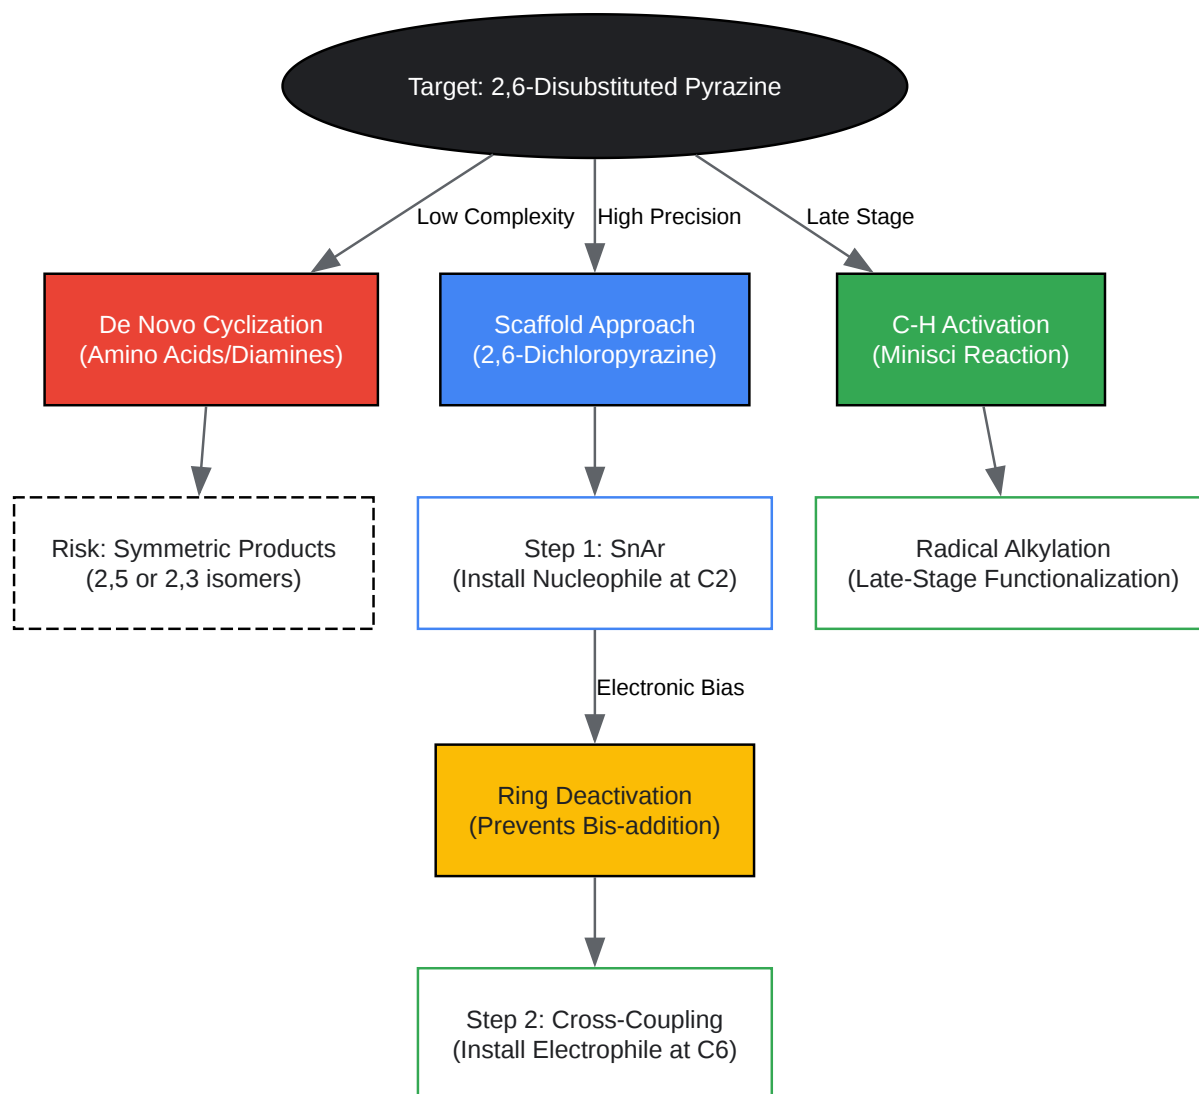 Target: 2,6-Disubstituted Pyrazine
Low Complexity
High Precision
Late Stage
De Novo Cyclization
(Amino Acids/Diamines)
Scaffold Approach
(2,6-Dichloropyrazine)
C-H Activation
(Minisci Reaction)
Risk: Symmetric Products
(2,5 or 2,3 isomers)
Step 1: SnAr
(Install Nucleophile at C2)
Radical Alkylation
(Late-Stage Functionalization)
Electronic Bias
Ring Deactivation
(Prevents Bis-addition)
Step 2: Cross-Coupling
(Install Electrophile at C6)